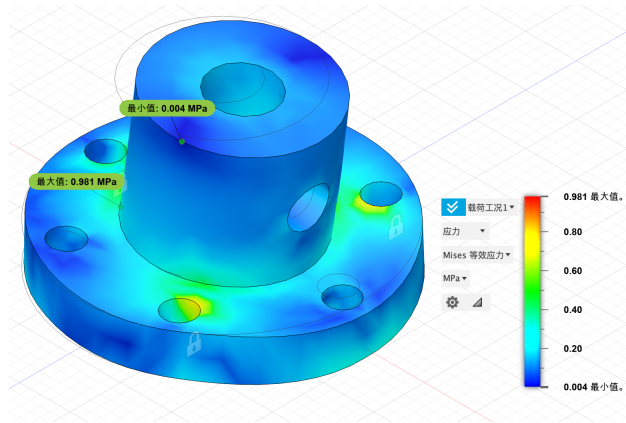 最小值: 0.004 MPa
最大值: 0.981 MPa
载荷工况1
应力
Mises 等效应力
MPa
0.981 最大值。
0.80
0.60
0.40
0.20
0.004 最小值。